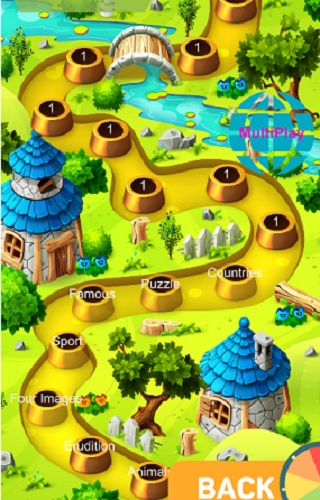 1
1
1
1
MultiPlay
1
1
1
Countries
Puzzle
Famous
Sport
Four Images
Erudition
Animal
BACK